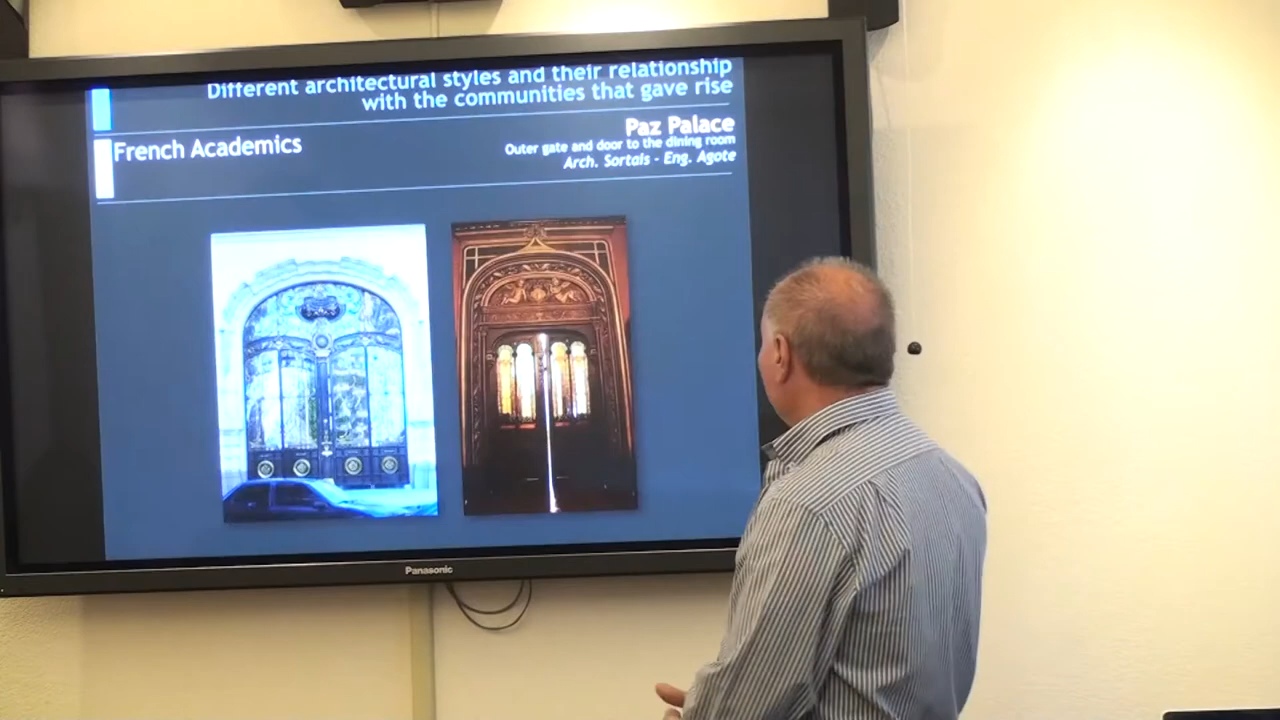 Different architectural styles and their relationship
with the communities that gave rise
French Academics
Paz Palace
Outer gate and door to the dining room
Arch. Sortais - Eng. Agote
Panasonic